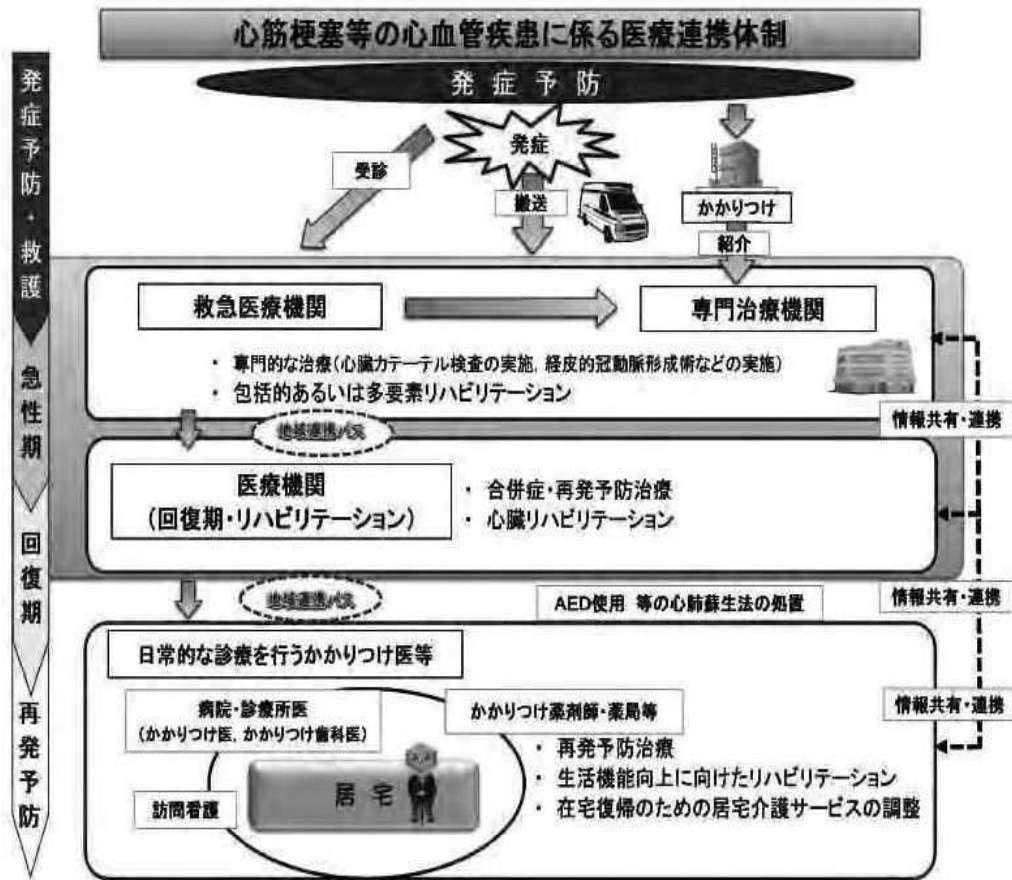 心筋梗塞等の心血管疾患に係る医療連携体制
発症予防
発症予防・救護
急性期
回復期
再発予防
発症
受診
搬送
かかりつけ
紹介
救急医療機関
専門治療機関
・ 専門的な治療(心臓カテーテル検査の実施,経皮的冠動脈形成術などの実施)
・ 包括的あるいは多要素リハビリテーション
情報共有・連携
地域連携パス
医療機関
(回復期・リハビリテーション)
・ 合併症・再発予防治療
・ 心臓リハビリテーション
地域連携パス
AED使用 等の心肺蘇生法の処置
情報共有・連携
日常的な診療を行うかかりつけ医等
病院・診療所医
(かかりつけ医,かかりつけ歯科医)
かかりつけ薬剤師・薬局等
情報共有・連携
・ 再発予防治療
・ 生活機能向上に向けたリハビリテーション
・ 在宅復帰のための居宅介護サービスの調整
居宅
訪問看護